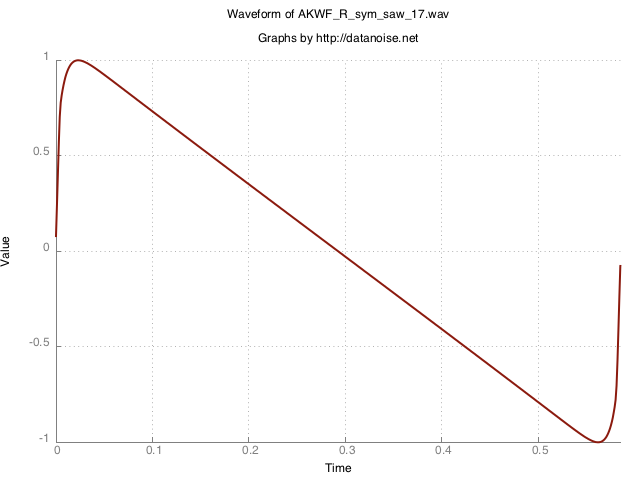 Waveform of AKWF_R_sym_saw_17.wav
Graphs by http://datanoise.net
1
0.5
0
-0.5
-1
Value
0 0.1 0.2 0.3 0.4 0.5
Time